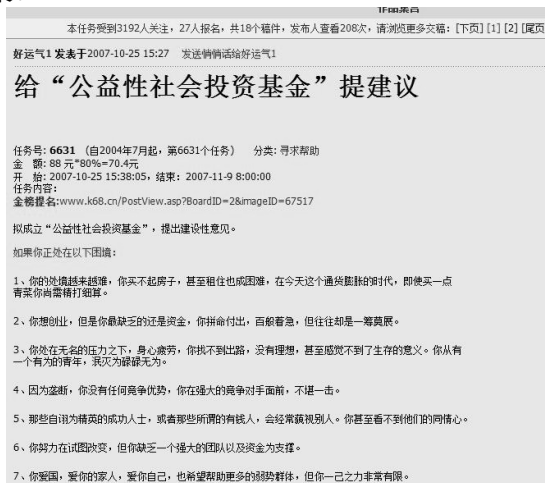 本任务受到3192人关注，27人报名，共18个稿件，发布人查看208次，请浏览更多交稿：[下页] [1] [2] [尾页
好运气1 发表于2007-10-25 15:27 发送悄悄话给好运气1
给“公益性社会投资基金”提建议
任务号: 6631 （自2004年7月起，第6631个任务） 分类: 寻求帮助
金 额: 88 元*80%=70.4元
开 始: 2007-10-25 15:38:05，结束: 2007-11-9 8:00:00
任务内容:
金榜提名:www.k68.cn/PostView.asp?BoardID=2&imageID=67517
拟成立“公益性社会投资基金”，提出建设性意见。
如果你正处在以下困境：
1、你的处境越来越难，你买不起房子，甚至租住也成困难，在今天这个通货膨胀的时代，即使买一点
青菜你尚需精打细算。
2、你想创业，但是你最缺乏的还是资金，你拼命付出，百般着急，但往往却是一筹莫展。
3、你处在无名的压力之下，身心疲劳，你找不到出路，没有理想，甚至感觉不到了生存的意义。你从有
一个有为的青年，泯灭为碌碌无为。
4、因为垄断，你没有任何竞争优势，你在强大的竞争对手面前，不堪一击。
5、那些自诩为精英的成功人士，或者那些所谓的有钱人，会经常藐视别人。你甚至看不到他们的同情心。
6、你努力在试图改变，但你缺乏一个强大的团队以及资金为支撑。
7、你爱国，爱你的家人，爱你自己，也希望帮助更多的弱势群体，但你一己之力非常有限。